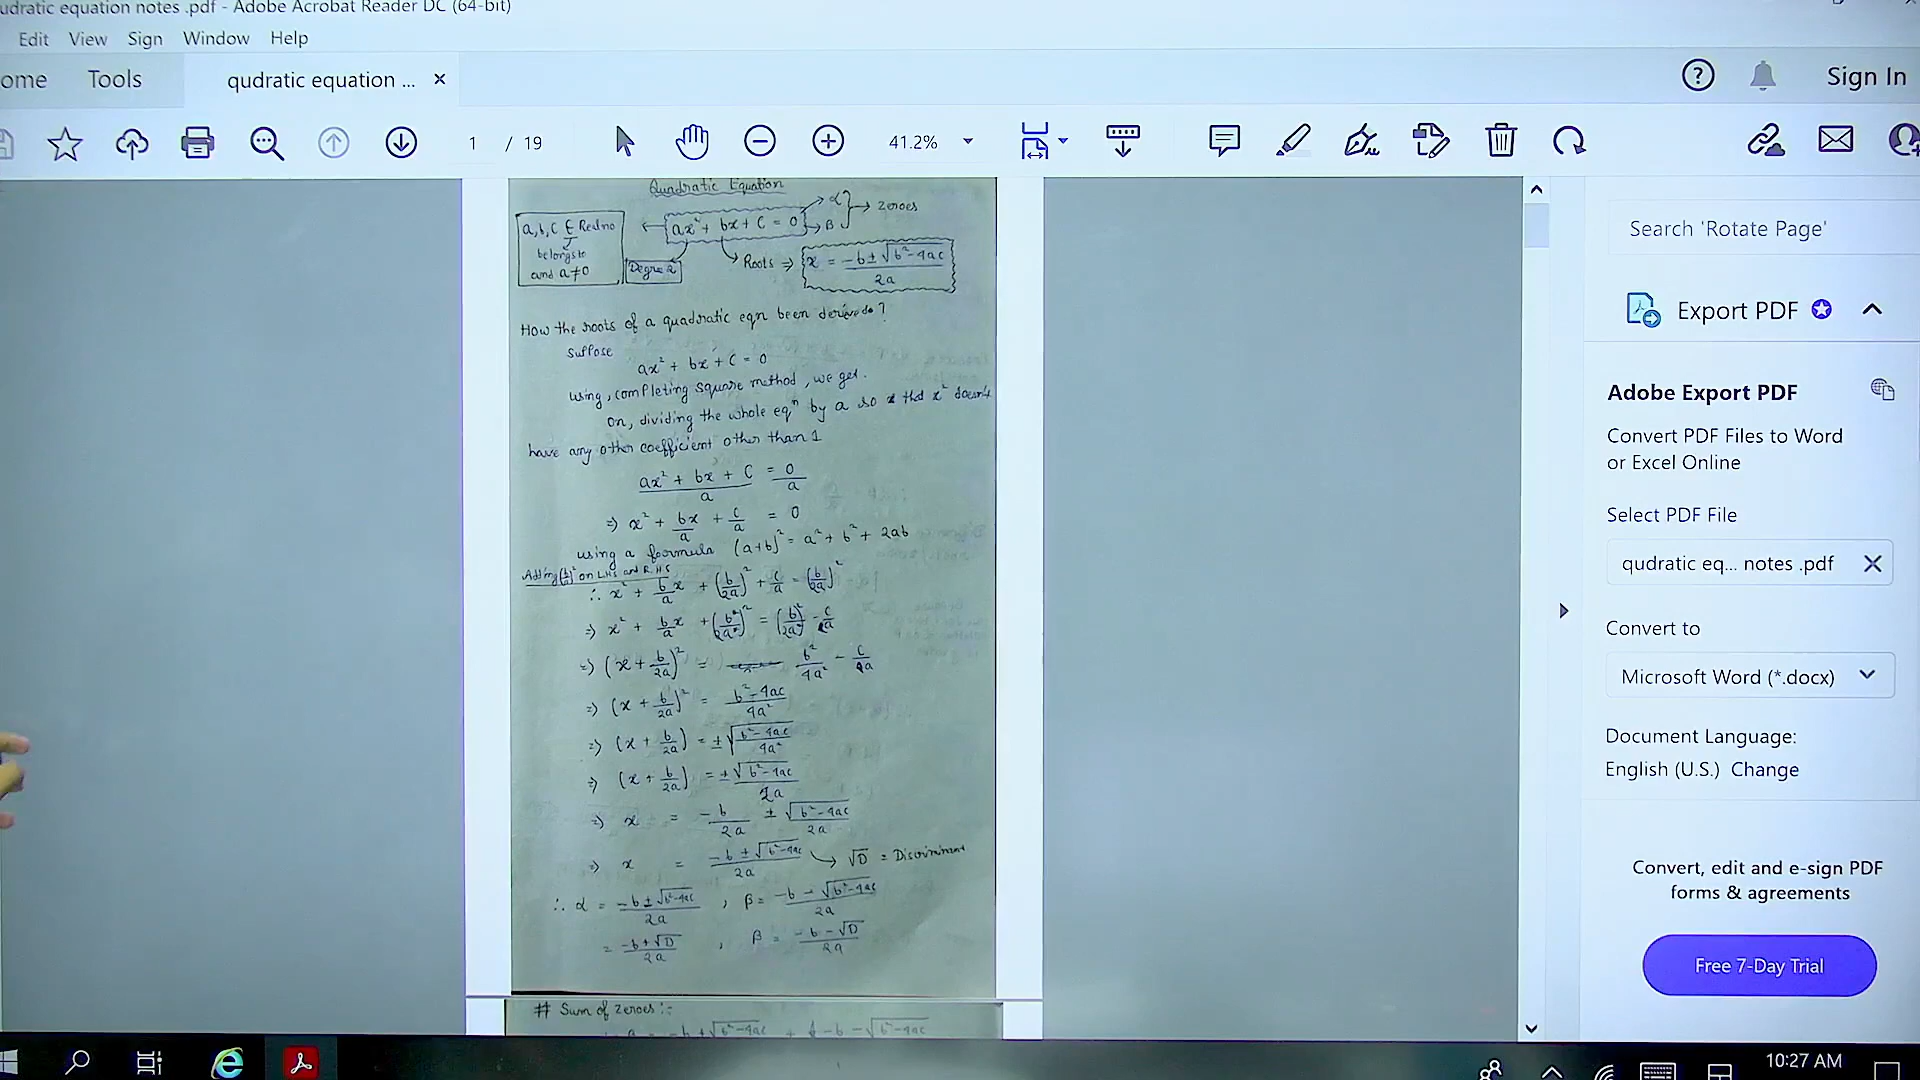 udratic equation notes .pdf - Adobe Acrobat Reader DC (64-bit)
Edit View Sign Window Help
ome Tools qudratic equation ... ×
? Sign In
1 / 19 41.2%
Quadratic Equation
a,b,c ∈ Real no
belongs to
and a≠0
ax² + bx + c = 0
α
β
zeroes
Degree 2
Roots ⇒ x = -b ± √b²-4ac / 2a
How the roots of a quadratic eqn been derieved?
Suppose
ax² + bx + c = 0
using, completing square method, we get.
on, dividing the whole eqⁿ by a so that x² doesn't
have any other coefficient other than 1
ax² + bx + c / a = 0 / a
⇒ x² + bx/a + c/a = 0
using a formula (a+b)² = a² + b² + 2ab
Adding (b/2a)² on LHS and RHS
∴ x² + b/a x + (b/2a)² + c/a = (b/2a)²
⇒ x² + b/a x + (b²/2a²)² = (b/2a)² - c/a
⇒ (x + b/2a)² = b²/4a² - c/a
⇒ (x + b/2a)² = b²-4ac / 4a²
⇒ (x + b/2a) = ±√b²-4ac / 4a²
⇒ (x + b/2a) = ±√b²-4ac / 2a
⇒ x = -b/2a ± √b²-4ac / 2a
⇒ x = -b ± √b²-4ac / 2a → √D = Discriminant
∴ α = -b ± √b²-4ac / 2a , β = -b - √b²-4ac / 2a
= -b + √D / 2a , β = -b - √D / 2a
# Sum of zeroes :-
Search 'Rotate Page'
Export PDF
Adobe Export PDF
Convert PDF Files to Word
or Excel Online
Select PDF File
qudratic eq... notes .pdf
Convert to
Microsoft Word (*.docx)
Document Language:
English (U.S.) Change
Convert, edit and e-sign PDF
forms & agreements
Free 7-Day Trial
10:27 AM